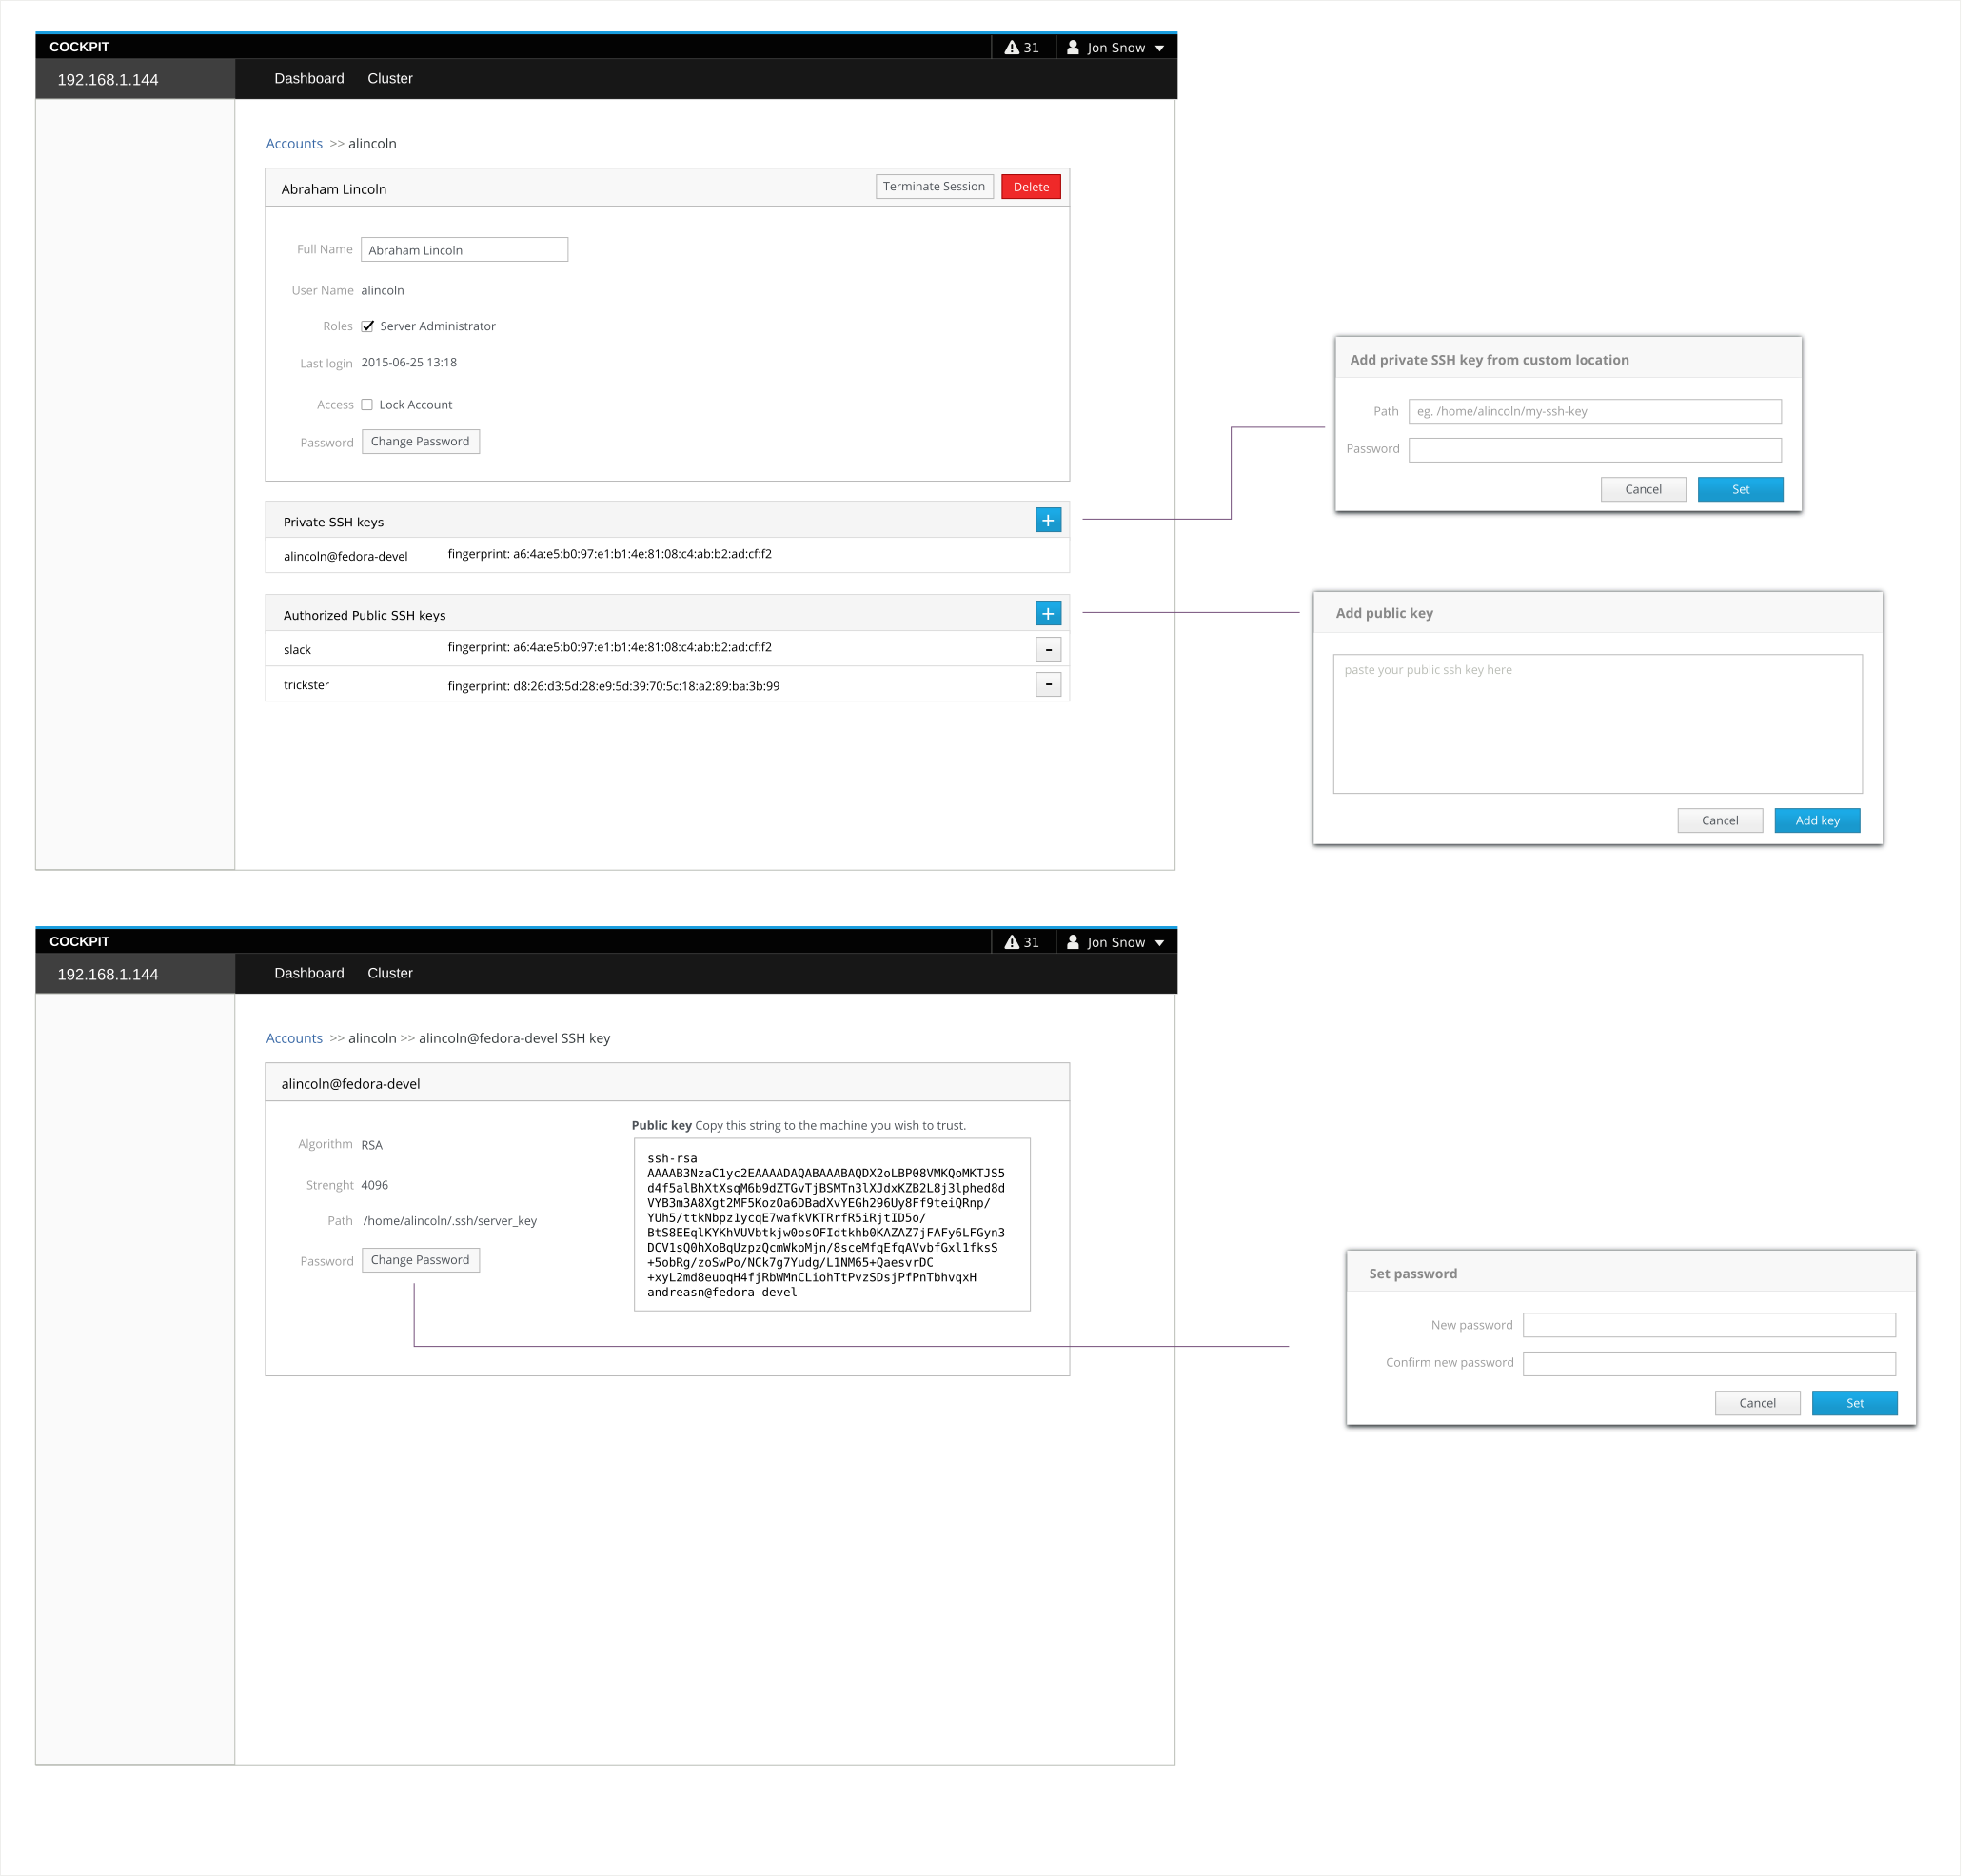 COCKPIT
31
Jon Snow
192.168.1.144
Dashboard Cluster
Accounts >> alincoln
Abraham Lincoln
Terminate Session
Delete
Full Name Abraham Lincoln
User Name alincoln
Roles Server Administrator
Last login 2015-06-25 13:18
Access Lock Account
Password Change Password
Private SSH keys
+
alincoln@fedora-devel fingerprint: a6:4a:e5:b0:97:e1:b1:4e:81:08:c4:ab:b2:ad:cf:f2
Authorized Public SSH keys
+
slack fingerprint: a6:4a:e5:b0:97:e1:b1:4e:81:08:c4:ab:b2:ad:cf:f2
-
trickster fingerprint: d8:26:d3:5d:28:e9:5d:39:70:5c:18:a2:89:ba:3b:99
-
Add private SSH key from custom location
Path eg. /home/alincoln/my-ssh-key
Password
Cancel Set
Add public key
paste your public ssh key here
Cancel Add key
COCKPIT
31
Jon Snow
192.168.1.144
Dashboard Cluster
Accounts >> alincoln >> alincoln@fedora-devel SSH key
alincoln@fedora-devel
Algorithm RSA
Strenght 4096
Path /home/alincoln/.ssh/server_key
Password Change Password
Public key Copy this string to the machine you wish to trust.
ssh-rsa
AAAAB3NzaC1yc2EAAAADAQABAAABAQDX2oLBP08VMKQoMKTJS5
d4f5alBhXtXsqM6b9dZTGvTjBSMTn3lXJdxKZB2L8j3lphed8d
VYB3m3A8Xgt2MF5KozOa6DBadXvYEGh296Uy8Ff9teiQRnp/
YUh5/ttkNbpz1ycqE7wafkVKTRrfR5iRjtID5o/
BtS8EEqlKYKhVUVbtkjw0osOFIdtkhb0KAZAZ7jFAFy6LFGyn3
DCV1sQ0hXoBqUzpzQcmWkoMjn/8sceMfqEfqAVvbfGxl1fksS
+5obRg/zoSwPo/NCk7g7Yudg/L1NM65+QaesvrDC
+xyL2md8euoqH4fjRbWMnCLiohTtPvzSDsjPfPnTbhvqxH
andreasn@fedora-devel
Set password
New password
Confirm new password
Cancel Set